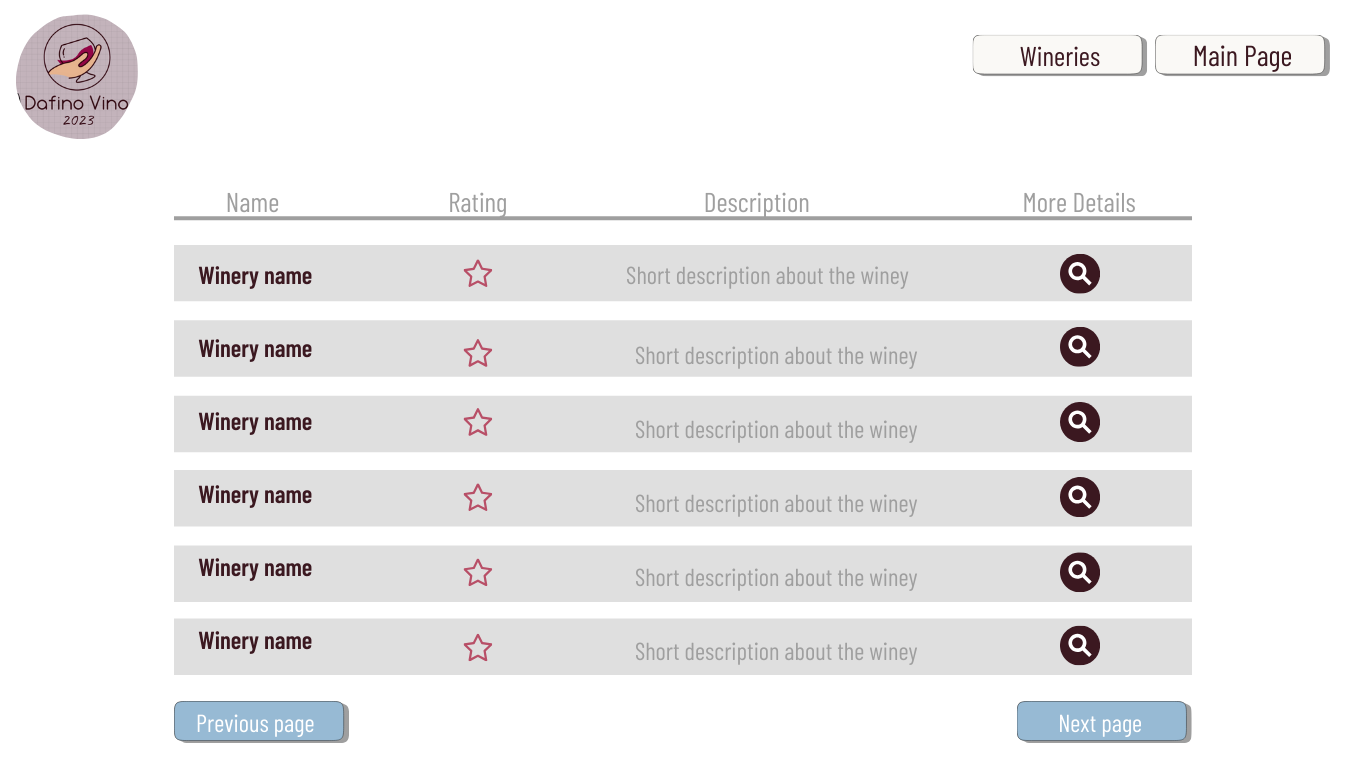 Dafino Vino
2023
Wineries
Main Page
Name Rating Description More Details
Winery name Short description about the winey
Winery name Short description about the winey
Winery name Short description about the winey
Winery name Short description about the winey
Winery name Short description about the winey
Winery name Short description about the winey
Previous page
Next page